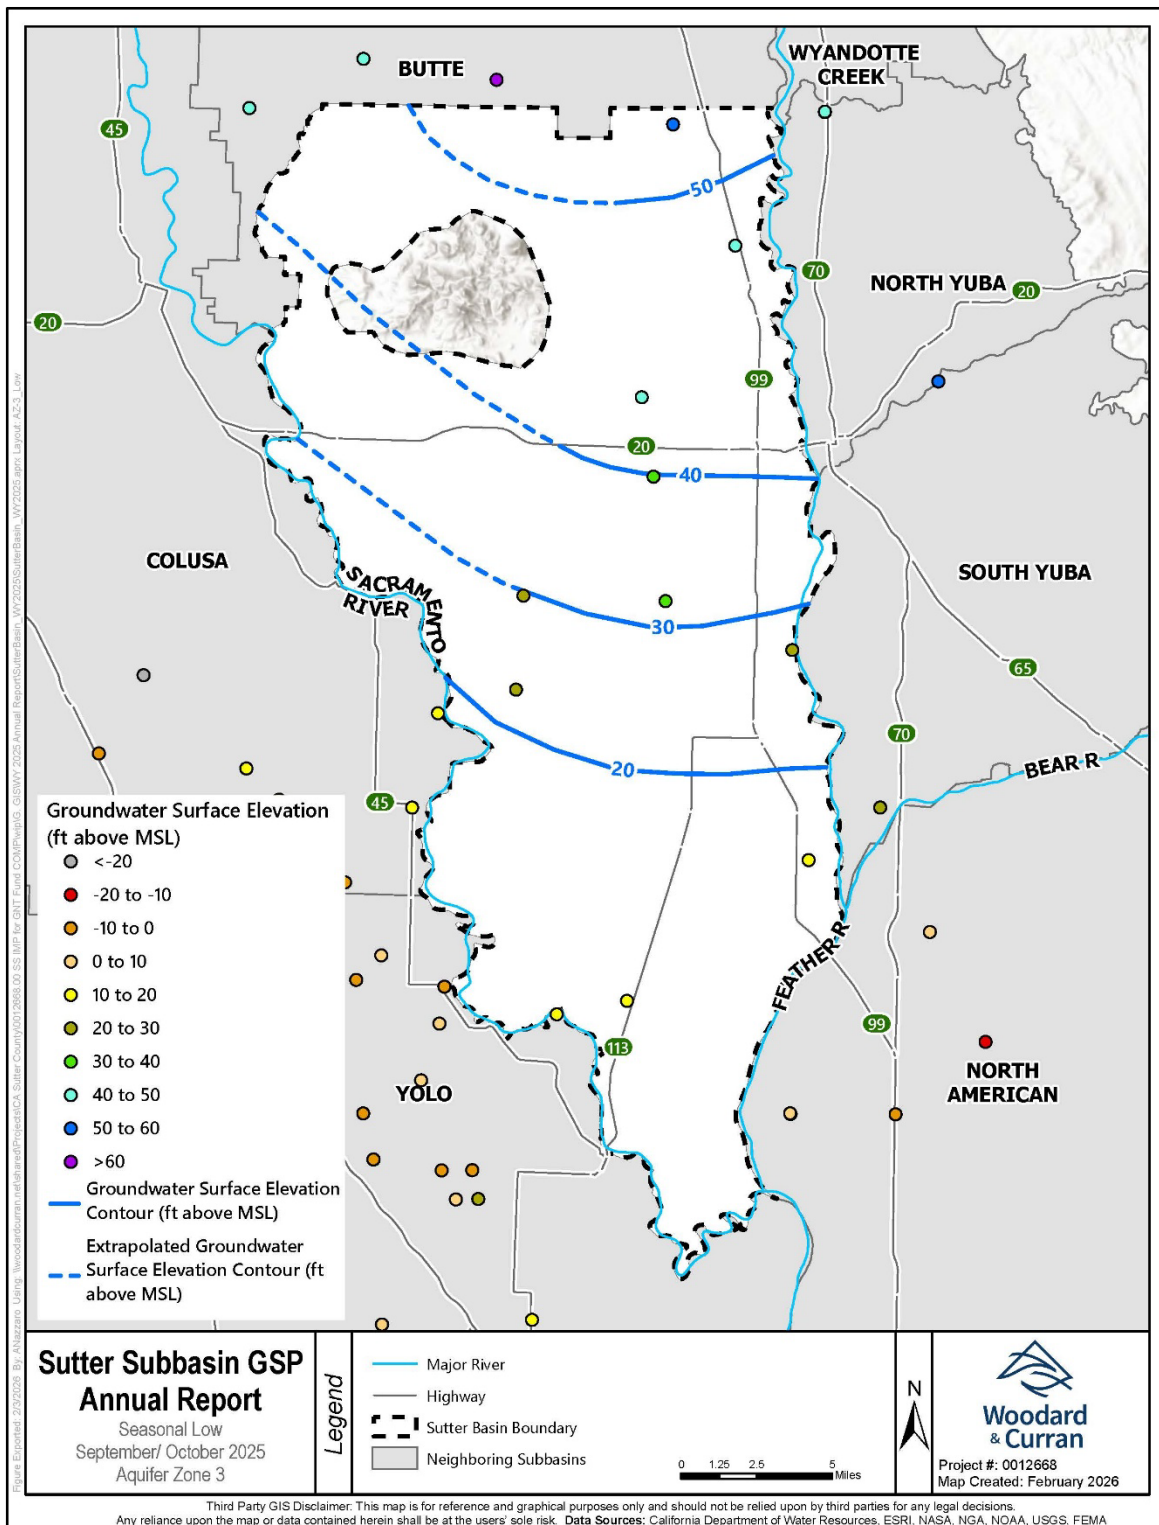 BUTTE
WYANDOTTE
CREEK
45
50
70
NORTH YUBA
20
20
99
20
40
COLUSA
SACRAMENTO
RIVER
SOUTH YUBA
30
65
70
20
BEAR R
45
Groundwater Surface Elevation
(ft above MSL)
<-20
-20 to -10
-10 to 0
0 to 10
10 to 20
20 to 30
30 to 40
40 to 50
50 to 60
>60
Groundwater Surface Elevation
Contour (ft above MSL)
Extrapolated Groundwater
Surface Elevation Contour (ft
above MSL)
FEATHER R
99
113
YOLO
NORTH
AMERICAN
Sutter Subbasin GSP
Annual Report
Seasonal Low
September/ October 2025
Aquifer Zone 3
Legend
Major River
Highway
Sutter Basin Boundary
Neighboring Subbasins
0 1.25 2.5 5
Miles
N
Woodard
& Curran
Project #: 0012668
Map Created: February 2026
Third Party GIS Disclaimer: This map is for reference and graphical purposes only and should not be relied upon by third parties for any legal decisions.
Any reliance upon the map or data contained herein shall be at the users' sole risk. Data Sources: California Department of Water Resources, ESRI, NASA, NGA, NOAA, USGS, FEMA